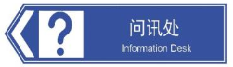 ?
问讯处
Information Desk